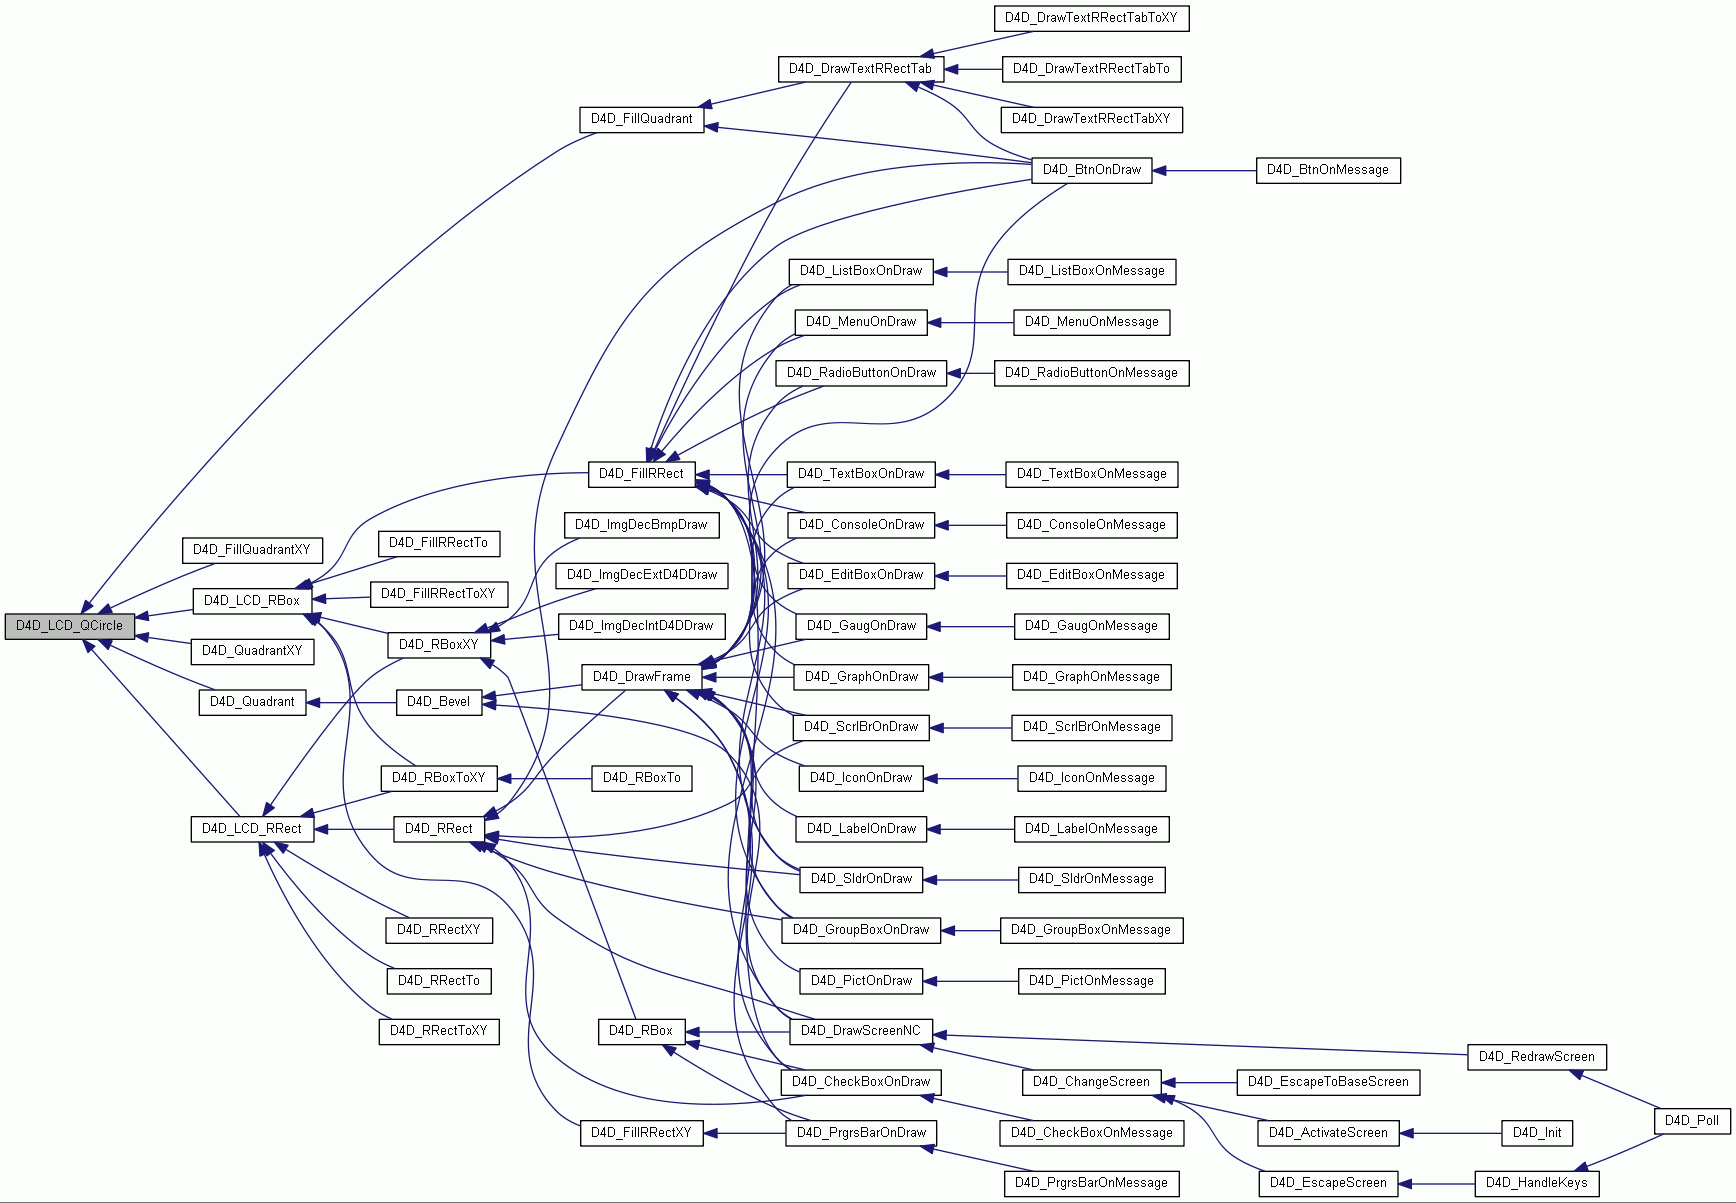 D4D_DrawTextRRectTabToXY
D4D_DrawTextRRectTab
D4D_DrawTextRRectTabTo
D4D_FillQuadrant
D4D_DrawTextRRectTabXY
D4D_BtnOnDraw
D4D_BtnOnMessage
D4D_ListBoxOnDraw
D4D_ListBoxOnMessage
D4D_MenuOnDraw
D4D_MenuOnMessage
D4D_RadioButtonOnDraw
D4D_RadioButtonOnMessage
D4D_FillRRect
D4D_TextBoxOnDraw
D4D_TextBoxOnMessage
D4D_ImgDecBmpDraw
D4D_ConsoleOnDraw
D4D_ConsoleOnMessage
D4D_FillQuadrantXY
D4D_FillRRectTo
D4D_ImgDecExtD4DDraw
D4D_EditBoxOnDraw
D4D_EditBoxOnMessage
D4D_LCD_RBox
D4D_FillRRectToXY
D4D_LCD_QCircle
D4D_ImgDecIntD4DDraw
D4D_GaugOnDraw
D4D_GaugOnMessage
D4D_QuadrantXY
D4D_RBoxXY
D4D_DrawFrame
D4D_GraphOnDraw
D4D_GraphOnMessage
D4D_Quadrant
D4D_Bevel
D4D_ScrlBrOnDraw
D4D_ScrlBrOnMessage
D4D_RBoxToXY
D4D_RBoxTo
D4D_IconOnDraw
D4D_IconOnMessage
D4D_LCD_RRect
D4D_RRect
D4D_LabelOnDraw
D4D_LabelOnMessage
D4D_SldrOnDraw
D4D_SldrOnMessage
D4D_RRectXY
D4D_GroupBoxOnDraw
D4D_GroupBoxOnMessage
D4D_RRectTo
D4D_PictOnDraw
D4D_PictOnMessage
D4D_RRectToXY
D4D_RBox
D4D_DrawScreenNC
D4D_RedrawScreen
D4D_CheckBoxOnDraw
D4D_ChangeScreen
D4D_EscapeToBaseScreen
D4D_Poll
D4D_FillRRectXY
D4D_PrgrsBarOnDraw
D4D_CheckBoxOnMessage
D4D_ActivateScreen
D4D_Init
D4D_PrgrsBarOnMessage
D4D_EscapeScreen
D4D_HandleKeys